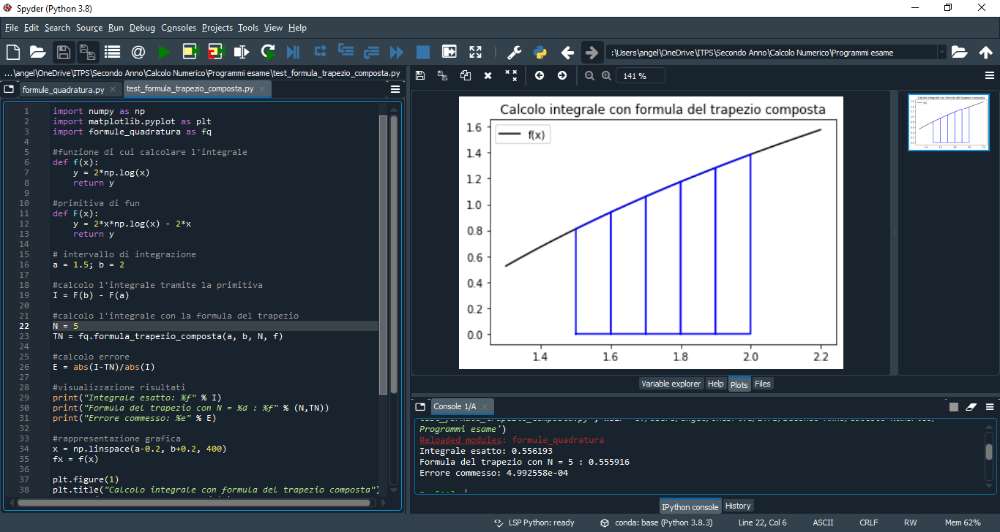 Spyder (Python 3.8)
File Edit Search Source Run Debug Consoles Projects Tools View Help
:\Users\angel\OneDrive\ITPS\Secondo Anno\Calcolo Numerico\Programmi esame
...\angel\OneDrive\ITPS\Secondo Anno\Calcolo Numerico\Programmi esame\test_formula_trapezio_composta.py
formule_quadratura.py test_formula_trapezio_composta.py
1 import numpy as np
2 import matplotlib.pyplot as plt
3 import formule_quadratura as fq
4
5 #funzione di cui calcolare l'integrale
6 def f(x):
7 y = 2*np.log(x)
8 return y
9
10 #primitiva di fun
11 def F(x):
12 y = 2*x*np.log(x) - 2*x
13 return y
14
15 # intervallo di integrazione
16 a = 1.5; b = 2
17
18 #calcolo l'integrale tramite la primitiva
19 I = F(b) - F(a)
20
21 #calcolo l'integrale con la formula del trapezio
22 N = 5
23 TN = fq.formula_trapezio_composta(a, b, N, f)
24
25 #calcolo errore
26 E = abs(I-TN)/abs(I)
27
28 #visualizzazione risultati
29 print("Integrale esatto: %f" % I)
30 print("Formula del trapezio con N = %d : %f" % (N,TN))
31 print("Errore commesso: %e" % E)
32
33 #rappresentazione grafica
34 x = np.linspace(a-0.2, b+0.2, 400)
35 fx = f(x)
36
37 plt.figure(1)
38 plt.title("Calcolo integrale con formula del trapezio composta")
141 %
Calcolo integrale con formula del trapezio composta
f(x)
1.6
1.4
1.2
1.0
0.8
0.6
0.4
0.2
0.0
1.4 1.6 1.8 2.0 2.2
Variable explorer Help Plots Files
Console 1/A
Programmi esame')
Reloaded modules: formule_quadratura
Integrale esatto: 0.556193
Formula del trapezio con N = 5 : 0.555916
Errore commesso: 4.992558e-04
IPython console History
LSP Python: ready conda: base (Python 3.8.3) Line 22, Col 6 ASCII CRLF RW Mem 62%